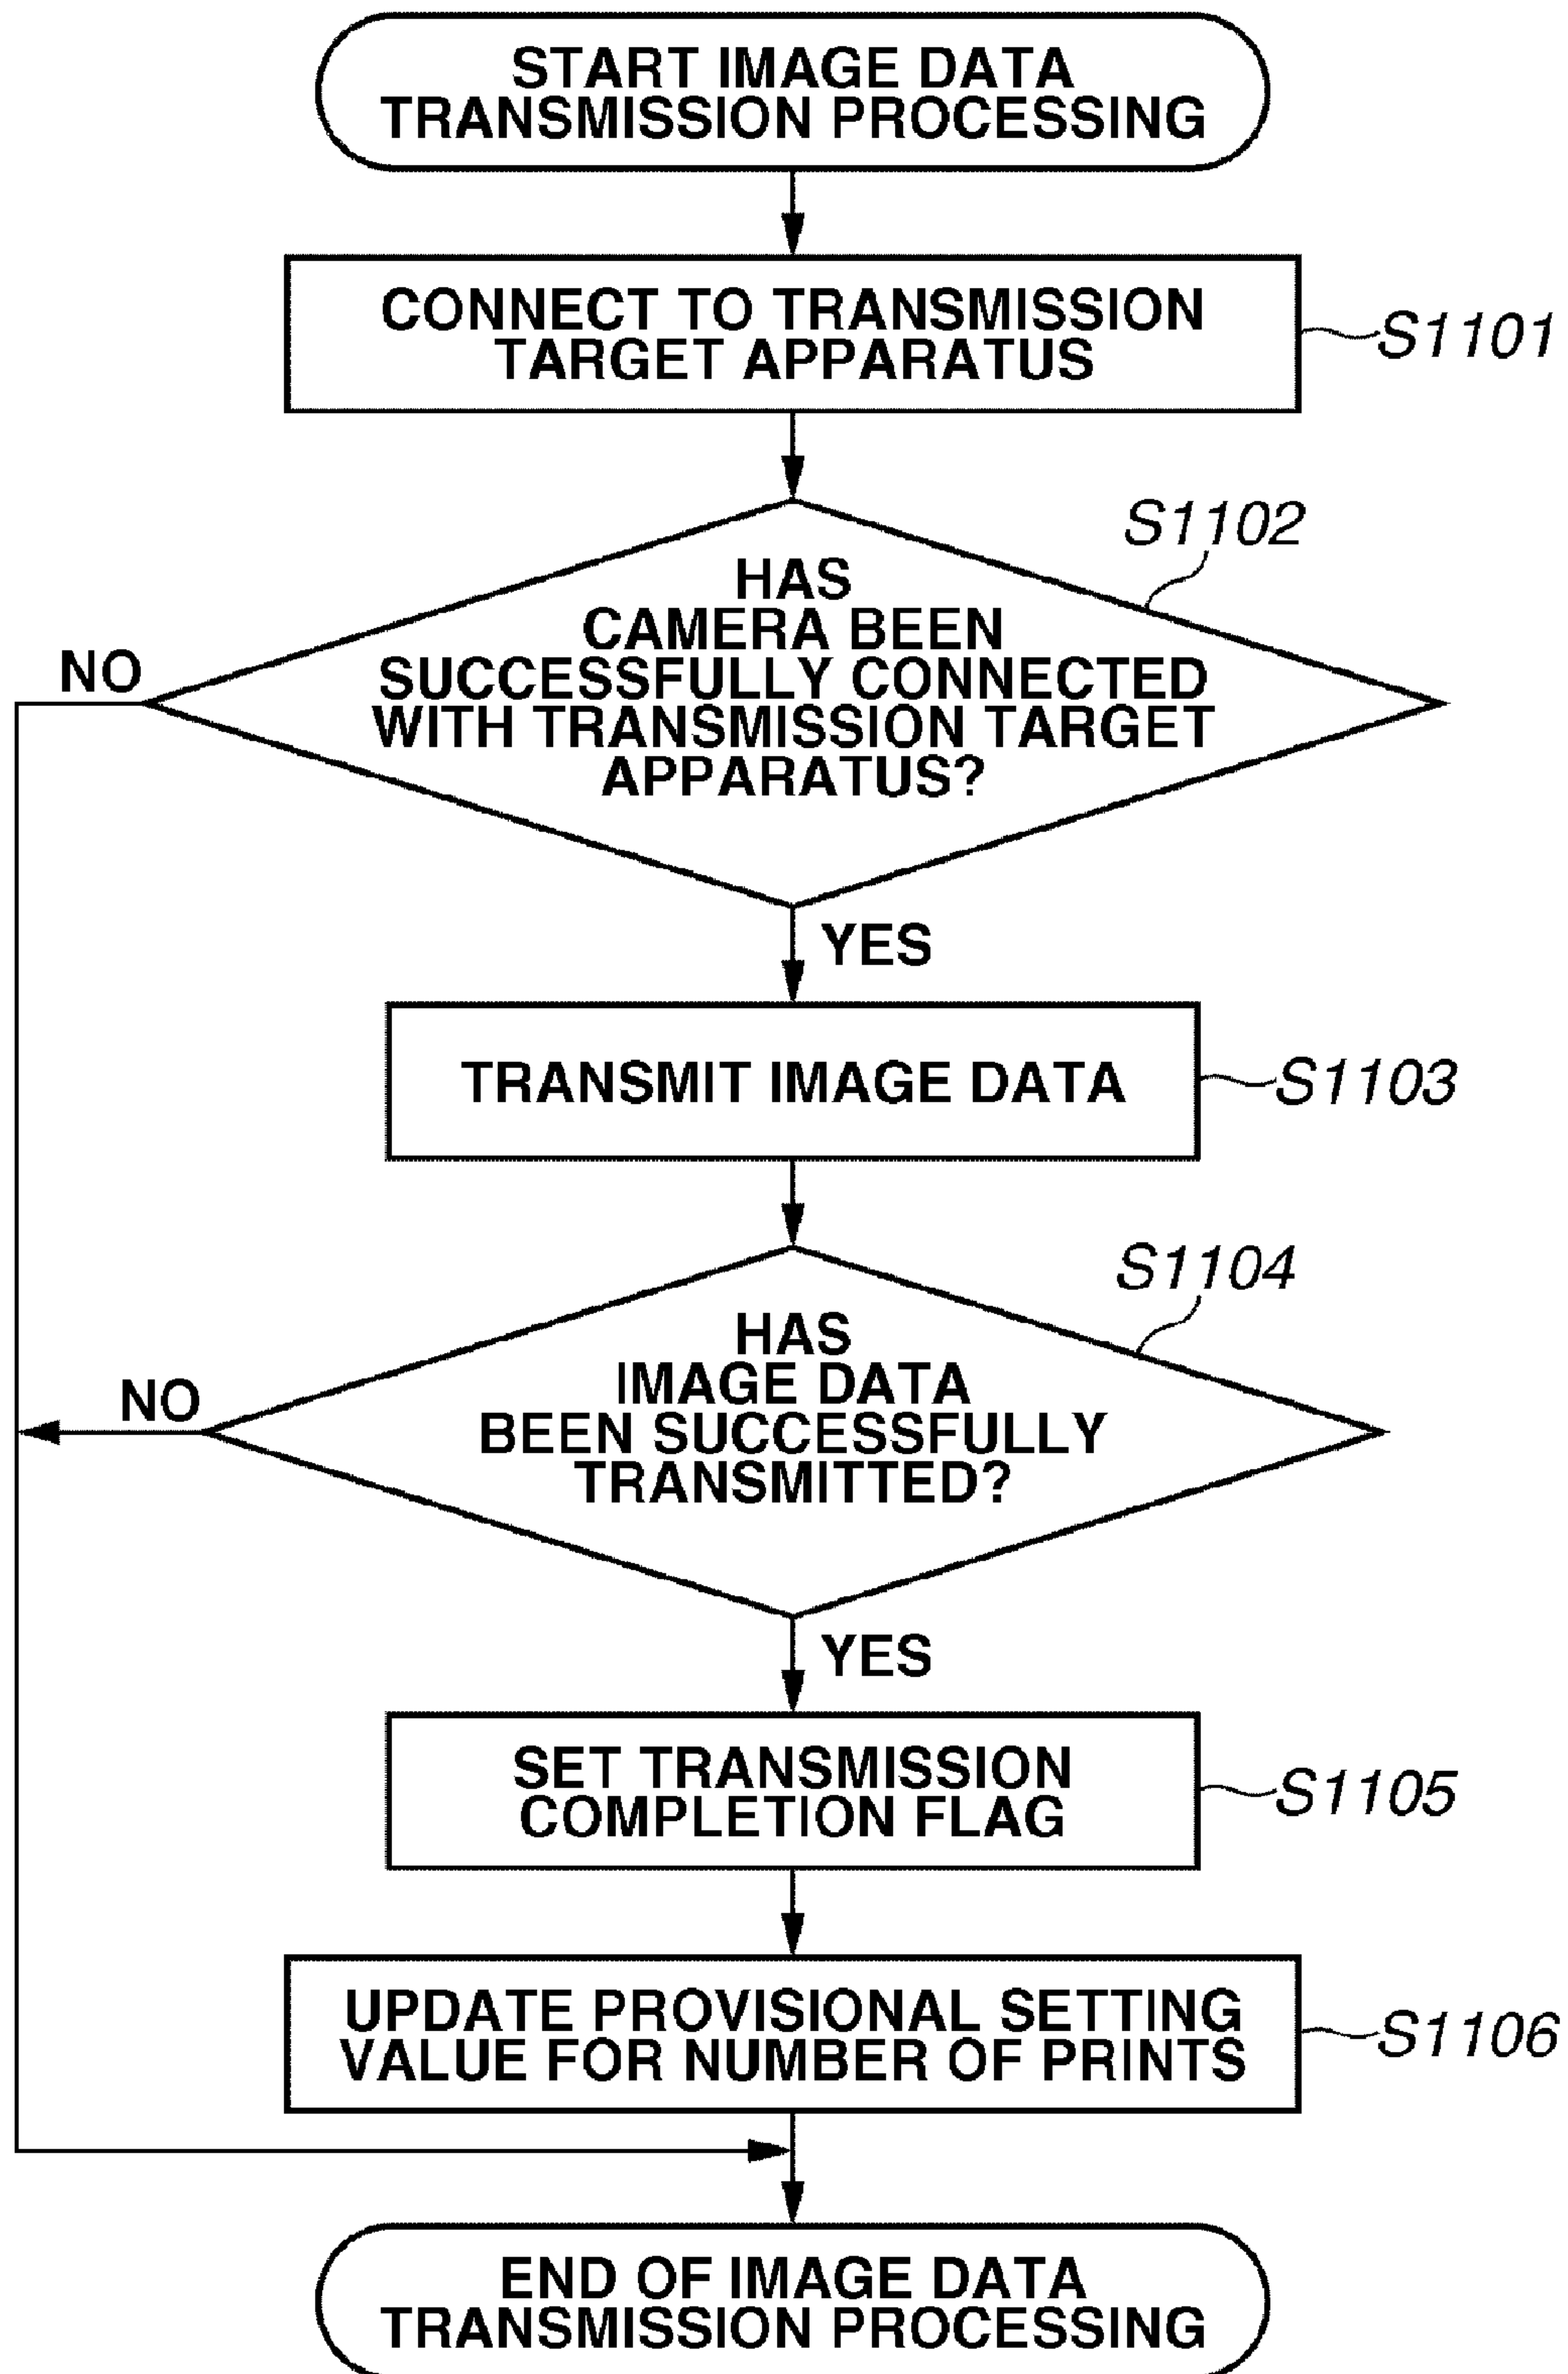 START IMAGE DATA
TRANSMISSION PROCESSING
CONNECT TO TRANSMISSION
TARGET APPARATUS
S1101
S1102
HAS
CAMERA BEEN
SUCCESSFULLY CONNECTED
WITH TRANSMISSION TARGET
APPARATUS?
NO
YES
TRANSMIT IMAGE DATA
S1103
S1104
HAS
IMAGE DATA
BEEN SUCCESSFULLY
TRANSMITTED?
NO
YES
SET TRANSMISSION
COMPLETION FLAG
S1105
UPDATE PROVISIONAL SETTING
VALUE FOR NUMBER OF PRINTS
S1106
END OF IMAGE DATA
TRANSMISSION PROCESSING